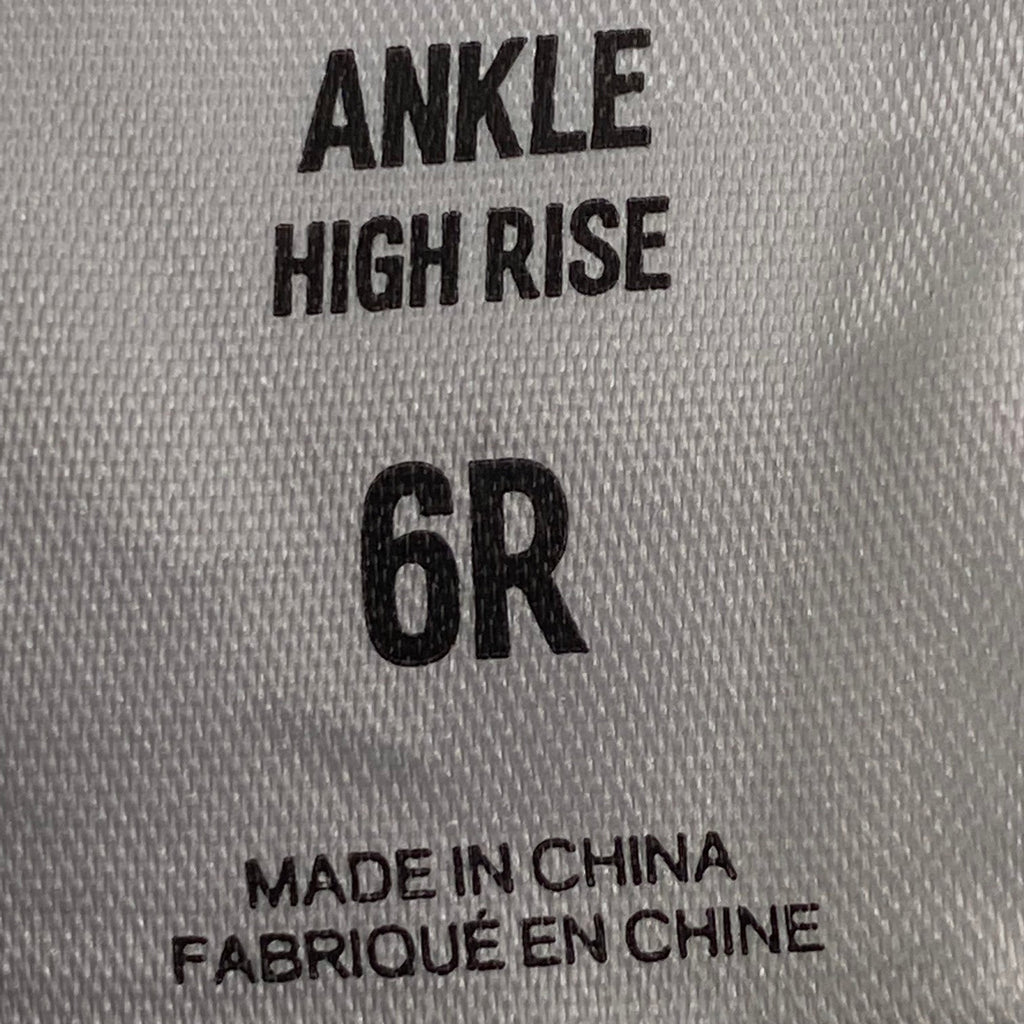 ANKLE
HIGH RISE
6R
MADE IN CHINA
FABRIQUÉ EN CHINE